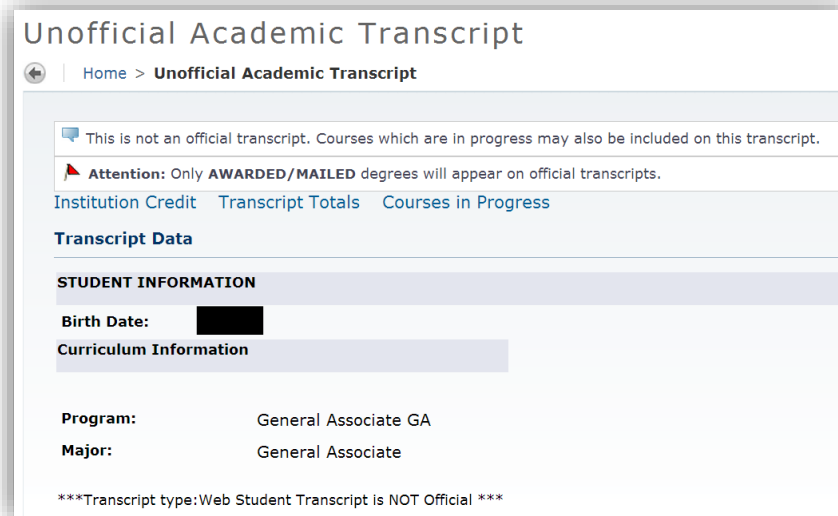 Unofficial Academic Transcript
Home > Unofficial Academic Transcript
This is not an official transcript. Courses which are in progress may also be included on this transcript.
Attention: Only AWARDED/MAILED degrees will appear on official transcripts.
Institution Credit Transcript Totals Courses in Progress
Transcript Data
STUDENT INFORMATION
Birth Date:
Curriculum Information
Program: General Associate GA
Major: General Associate
***Transcript type:Web Student Transcript is NOT Official ***